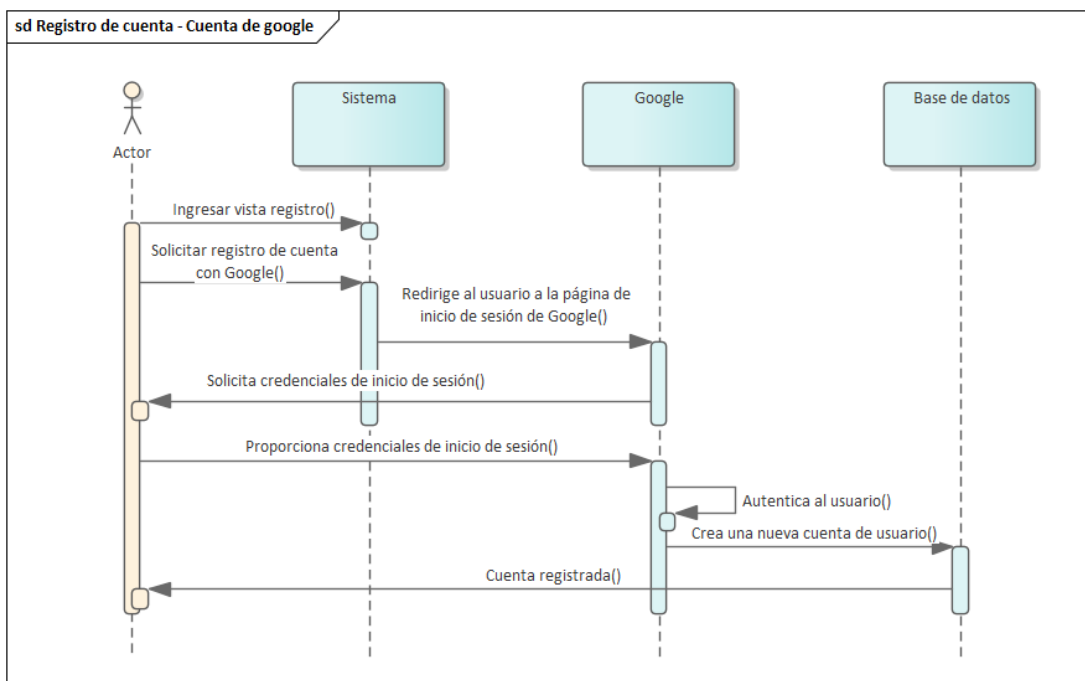 sd Registro de cuenta - Cuenta de google
Sistema
Google
Base de datos
Actor
Ingresar vista registro()
Solicitar registro de cuenta
con Google()
Redirige al usuario a la página de
inicio de sesión de Google()
Solicita credenciales de inicio de sesión()
Proporciona credenciales de inicio de sesión()
Autentica al usuario()
Crea una nueva cuenta de usuario()
Cuenta registrada()